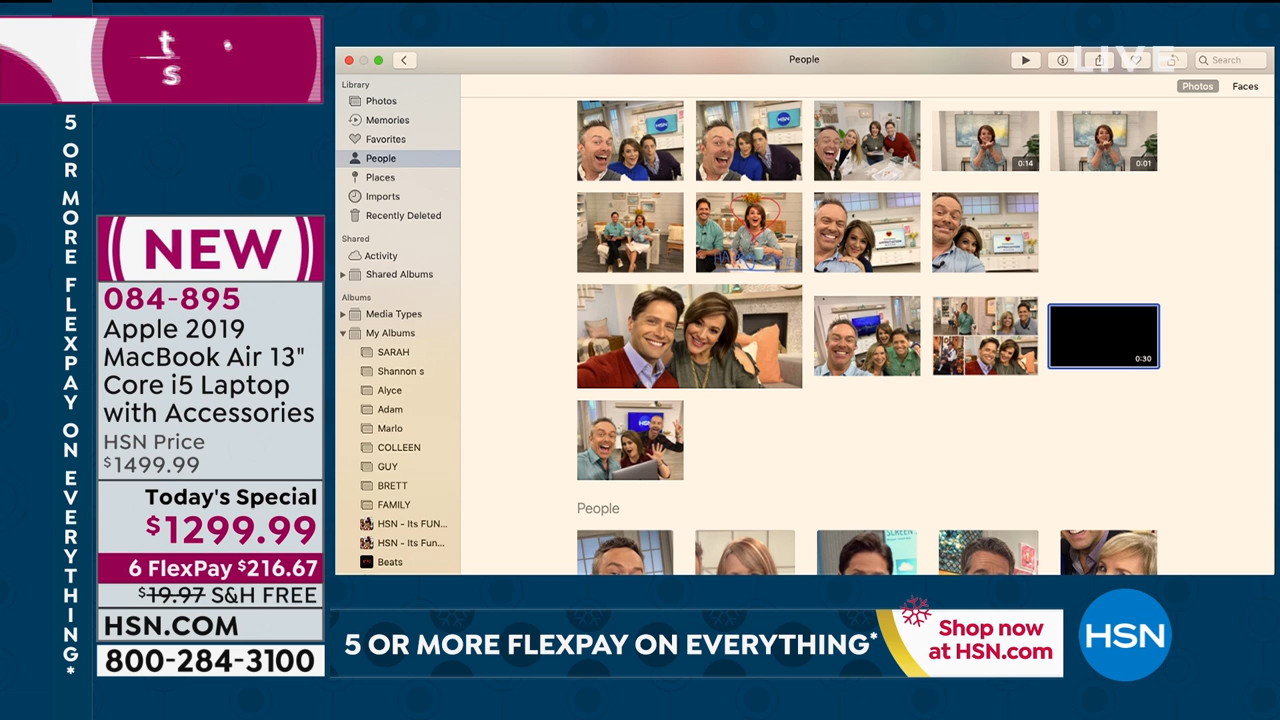 t
s
5 OR MORE FLEXPAY ON EVERYTHING*
NEW
084-895
Apple 2019
MacBook Air 13"
Core i5 Laptop
with Accessories
HSN Price
$1499.99
Today's Special
$1299.99
6 FlexPay $216.67
$19.97 S&H FREE
HSN.COM
800-284-3100
People
LIVE
Search
Photos Faces
Library
Photos
Memories
Favorites
People
Places
Imports
Recently Deleted
Shared
Activity
Shared Albums
Albums
Media Types
My Albums
SARAH
Shannon s
Alyce
Adam
Marlo
COLLEEN
GUY
BRETT
FAMILY
HSN - Its FUN...
HSN - Its Fun...
Beats
HSN
HSN
0:14
0:01
0:30
HSN
People
5 OR MORE FLEXPAY ON EVERYTHING*
Shop now
at HSN.com
HSN